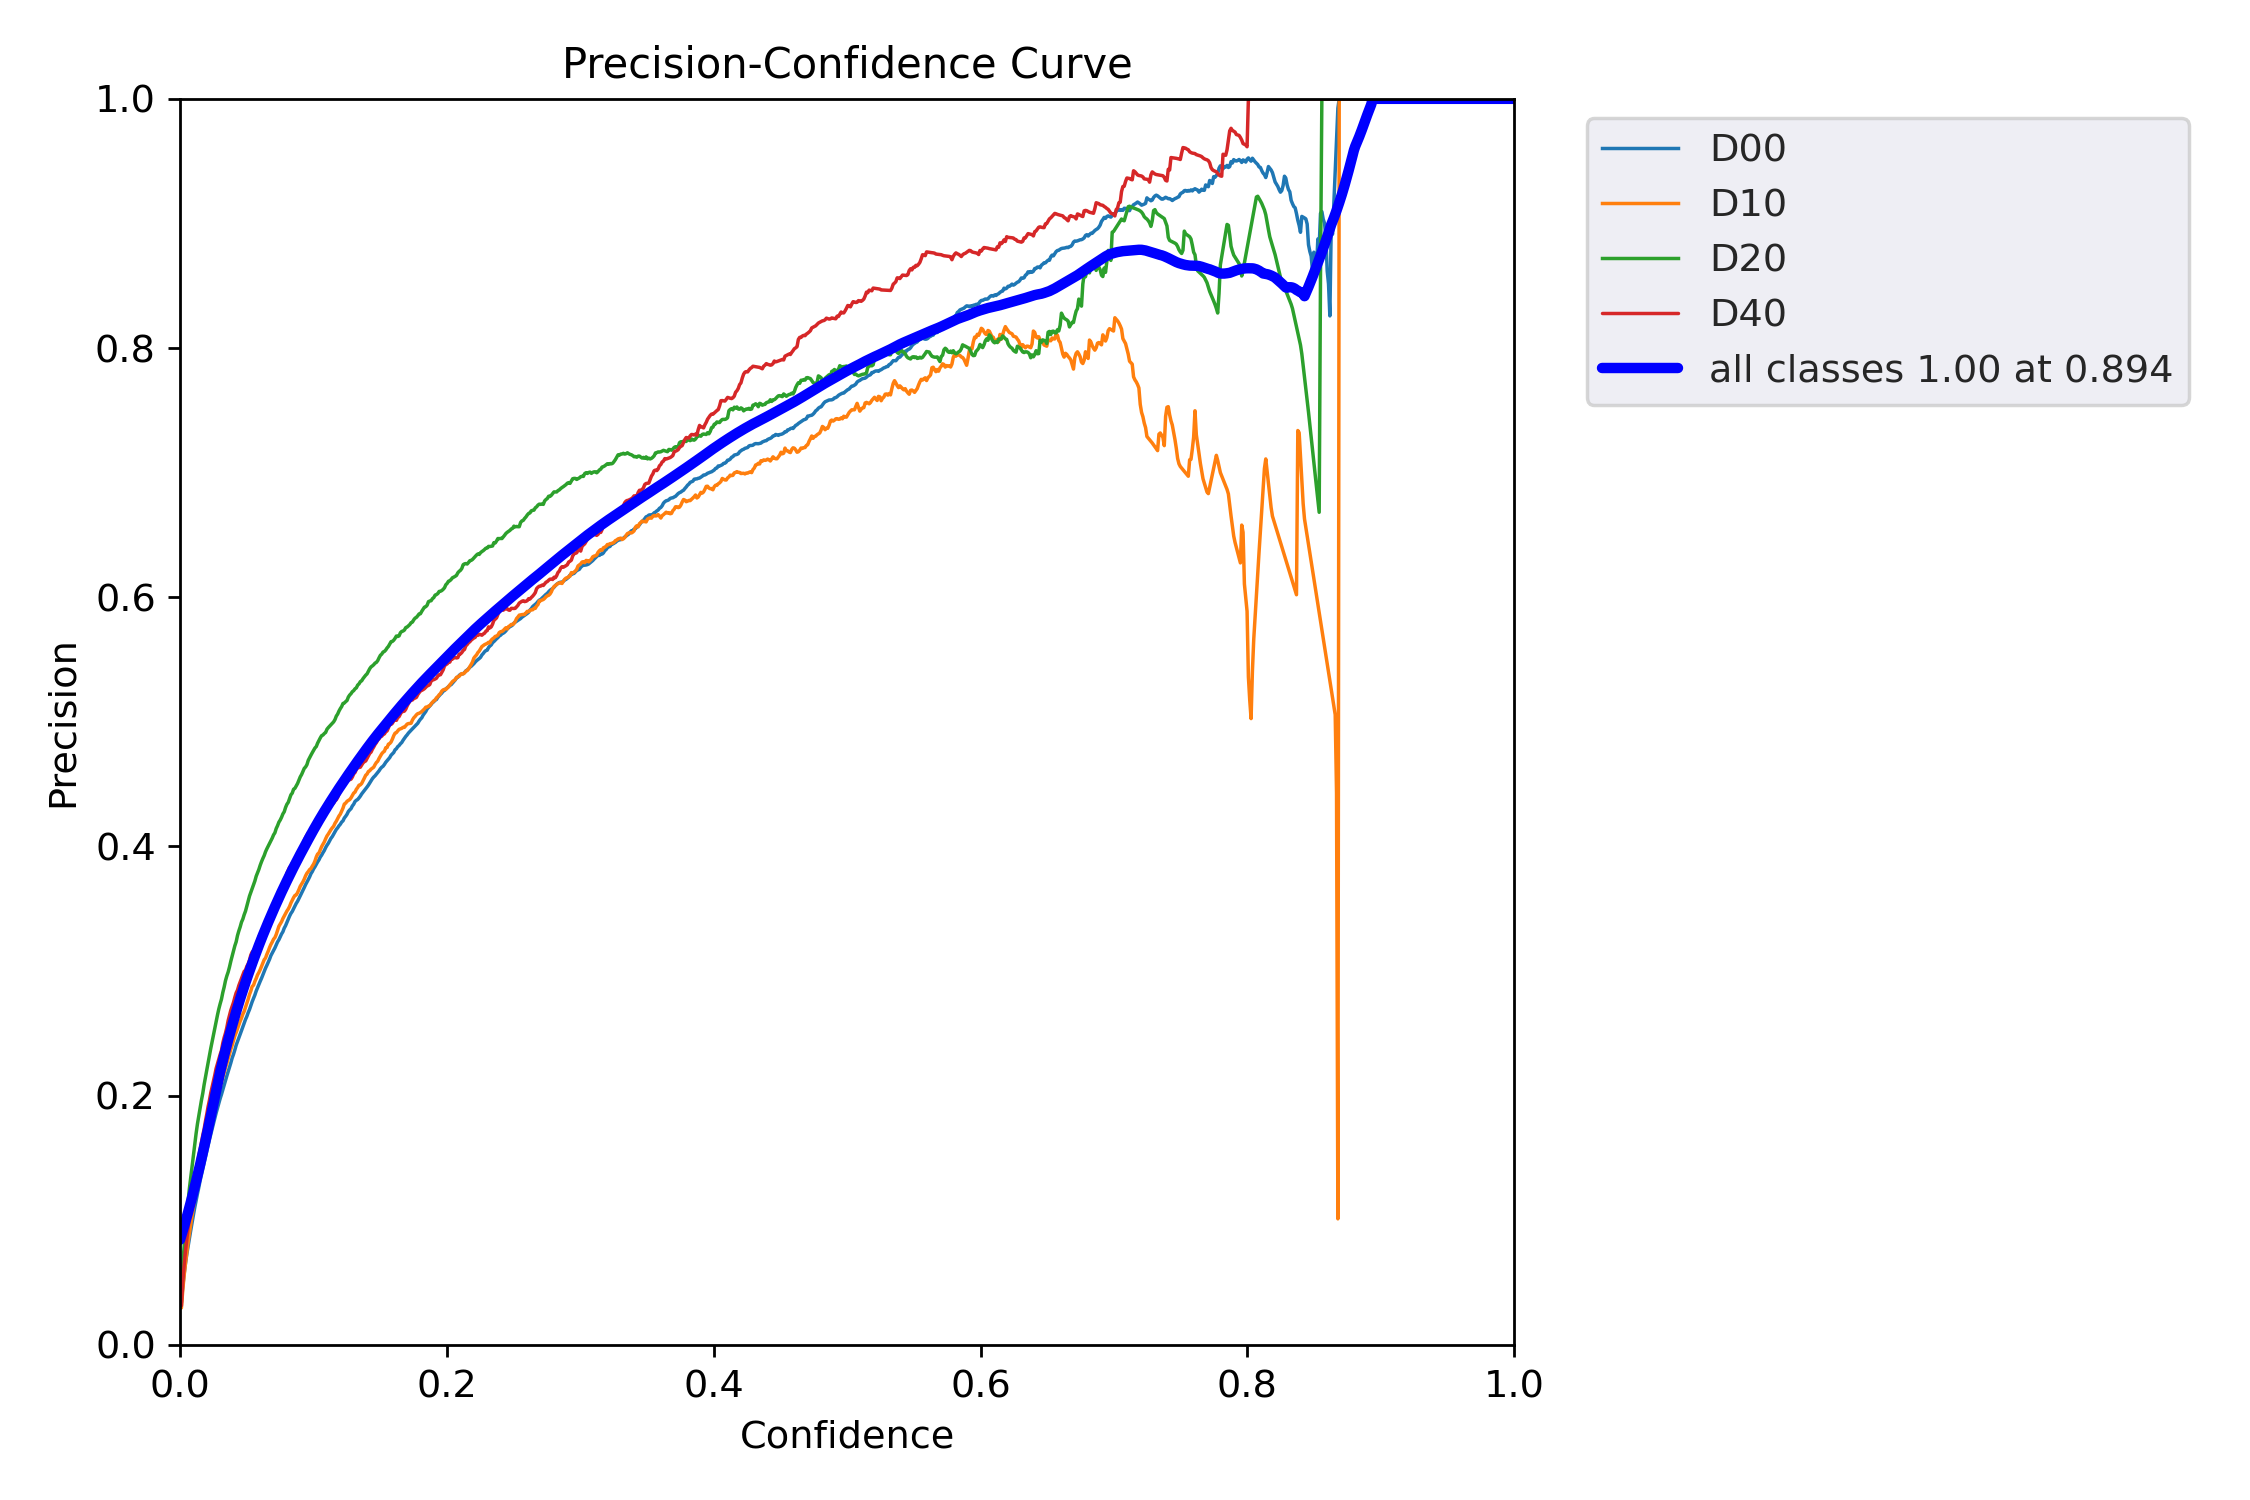 Precision-Confidence Curve
1.0
0.8
0.6
0.4
0.2
0.0
Precision
0.0 0.2 0.4 0.6 0.8 1.0
Confidence
D00
D10
D20
D40
all classes 1.00 at 0.894